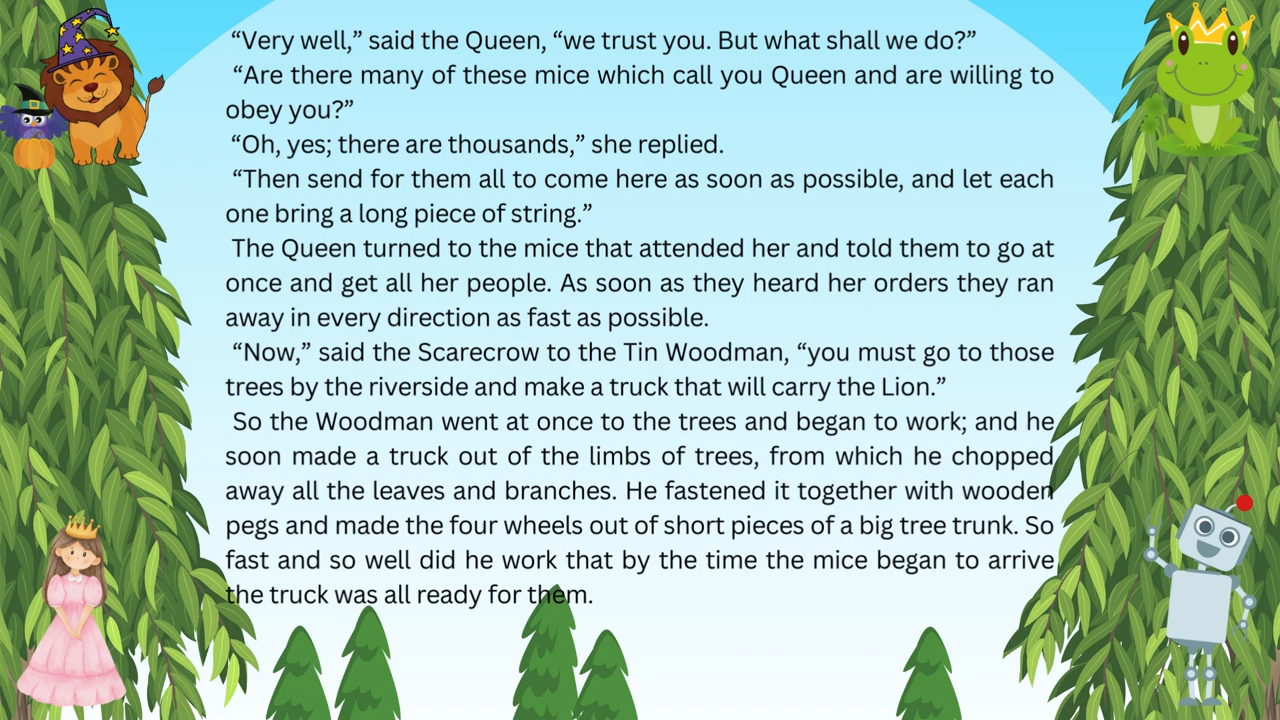 “Very well,” said the Queen, “we trust you. But what shall we do?”
“Are there many of these mice which call you Queen and are willing to
obey you?”
“Oh, yes; there are thousands,” she replied.
“Then send for them all to come here as soon as possible, and let each
one bring a long piece of string.”
The Queen turned to the mice that attended her and told them to go at
once and get all her people. As soon as they heard her orders they ran
away in every direction as fast as possible.
“Now,” said the Scarecrow to the Tin Woodman, “you must go to those
trees by the riverside and make a truck that will carry the Lion.”
So the Woodman went at once to the trees and began to work; and he
soon made a truck out of the limbs of trees, from which he chopped
away all the leaves and branches. He fastened it together with wooden
pegs and made the four wheels out of short pieces of a big tree trunk. So
fast and so well did he work that by the time the mice began to arrive
the truck was all ready for them.